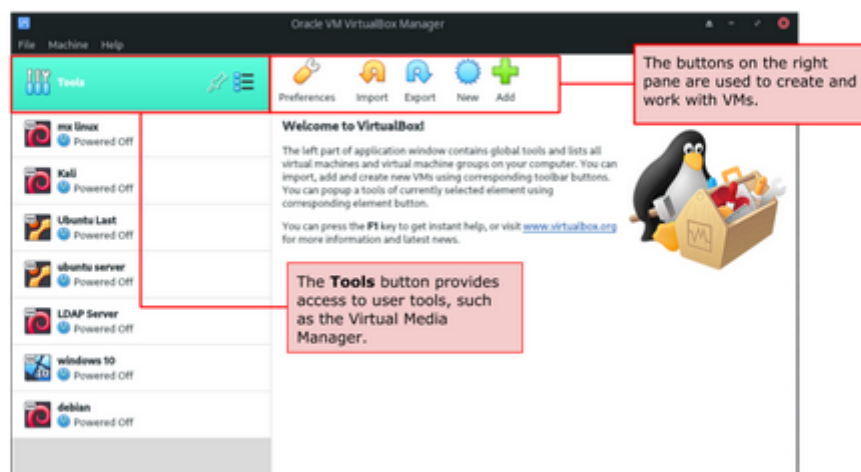 Oracle VM VirtualBox Manager
File Machine Help
Tools
Preferences Import Export New Add
The buttons on the right
pane are used to create and
work with VMs.
mx linux
Powered Off
Kali
Powered Off
Ubuntu Last
Powered Off
ubuntu server
Powered Off
LDAP Server
Powered Off
windows 10
Powered Off
debian
Powered Off
Welcome to VirtualBox!
The left part of application window contains global tools and lists all
virtual machines and virtual machine groups on your computer. You can
import, add and create new VMs using corresponding toolbar buttons.
You can popup a tools of currently selected element using
corresponding element button.
You can press the F1 key to get instant help, or visit www.virtualbox.org
for more information and latest news.
The Tools button provides
access to user tools, such
as the Virtual Media
Manager.